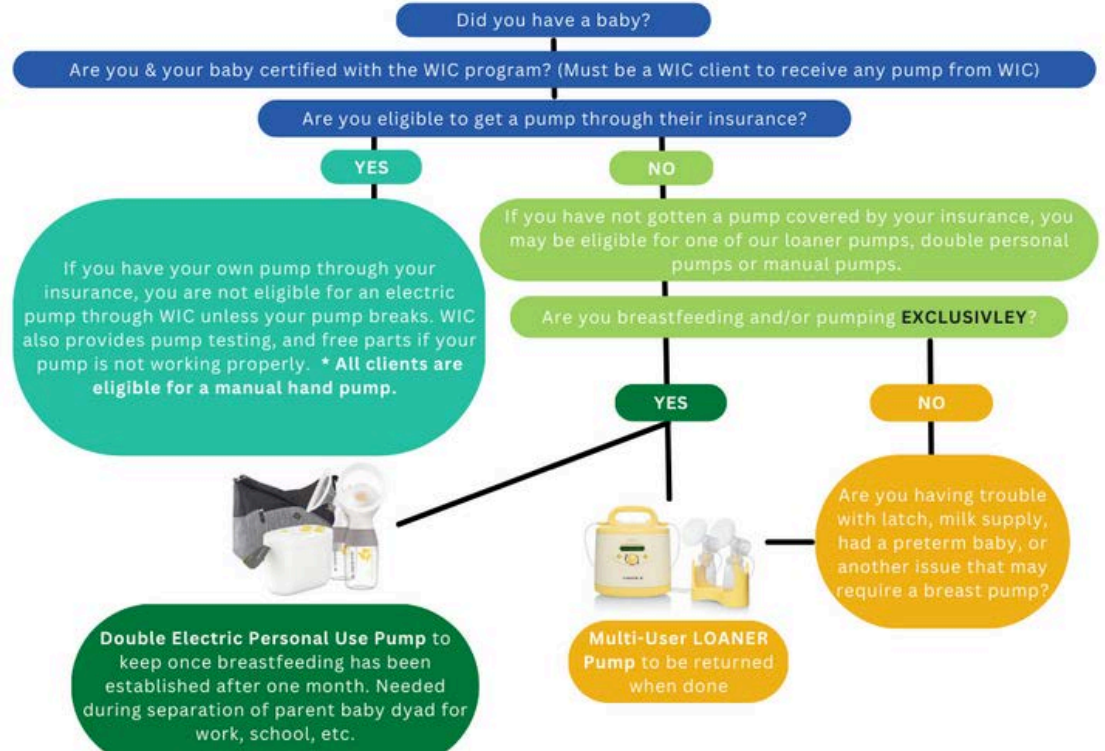 Did you have a baby?
Are you & your baby certified with the WIC program? (Must be a WIC client to receive any pump from WIC)
Are you eligible to get a pump through their insurance?
YES
If you have your own pump through your
insurance, you are not eligible for an electric
pump through WIC unless your pump breaks. WIC
also provides pump testing, and free parts if your
pump is not working properly. * All clients are
eligible for a manual hand pump.
NO
If you have not gotten a pump covered by your insurance, you
may be eligible for one of our loaner pumps, double personal
pumps or manual pumps.
Are you breastfeeding and/or pumping EXCLUSIVLEY?
YES
NO
Are you having trouble
with latch, milk supply,
had a preterm baby, or
another issue that may
require a breast pump?
Double Electric Personal Use Pump to
keep once breastfeeding has been
established after one month. Needed
during separation of parent baby dyad for
work, school, etc.
Multi-User LOANER
Pump to be returned
when done